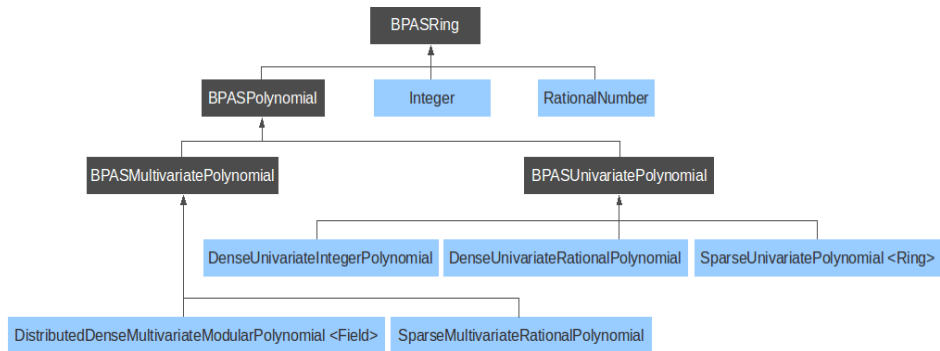 BPASRing
BPASPolynomial
Integer
RationalNumber
BPASMultivariatePolynomial
BPASUnivariatePolynomial
DenseUnivariateIntegerPolynomial
DenseUnivariateRationalPolynomial
SparseUnivariatePolynomial <Ring>
DistributedDenseMultivariateModularPolynomial <Field>
SparseMultivariateRationalPolynomial